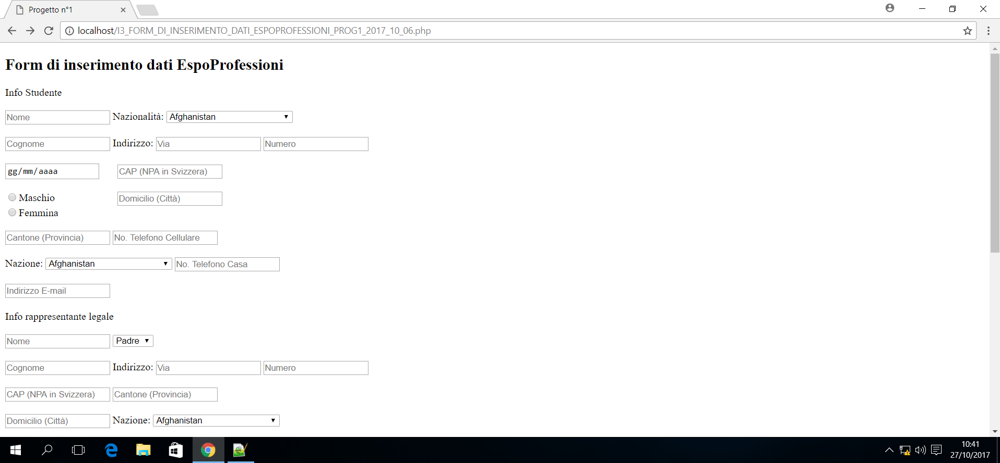 Progetto n°1
localhost/I3_FORM_DI_INSERIMENTO_DATI_ESPOPROFESSIONI_PROG1_2017_10_06.php
Form di inserimento dati EspoProfessioni
Info Studente
Nome Nazionalità: Afghanistan
Cognome Indirizzo: Via Numero
gg/mm/aaaa CAP (NPA in Svizzera)
Maschio Domicilio (Città)
Femmina
Cantone (Provincia) No. Telefono Cellulare
Nazione: Afghanistan No. Telefono Casa
Indirizzo E-mail
Info rappresentante legale
Nome Padre
Cognome Indirizzo: Via Numero
CAP (NPA in Svizzera) Cantone (Provincia)
Domicilio (Città) Nazione: Afghanistan
10:41
27/10/2017